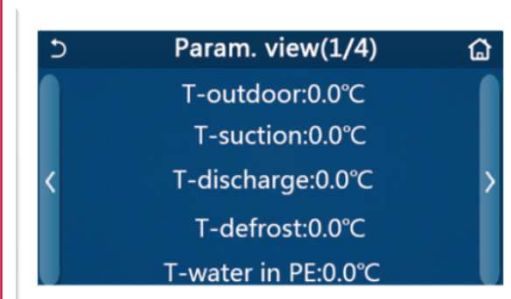 Param. view(1/4)
T-outdoor:0.0℃
T-suction:0.0℃
T-discharge:0.0℃
T-defrost:0.0℃
T-water in PE:0.0℃